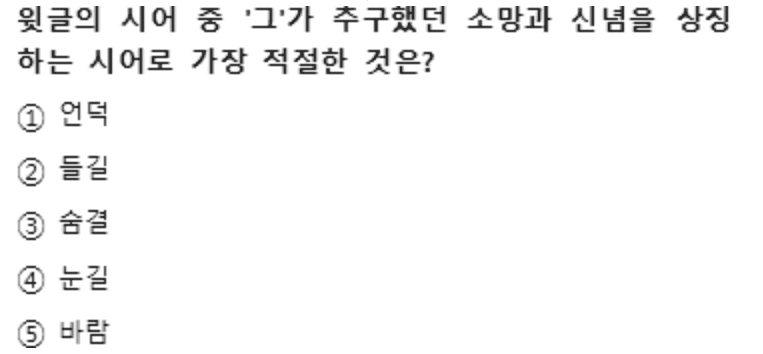 윗글의 시어 중 '그'가 추구했던 소망과 신념을 상징
하는 시어로 가장 적절한 것은?
① 언덕
② 들길
③ 숨결
④ 눈길
⑤ 바람